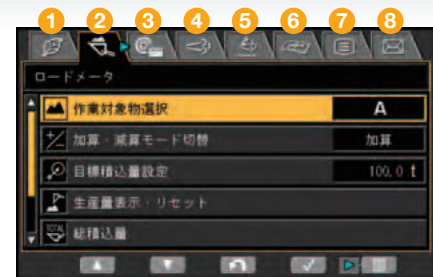 1 2 3 4 5 6 7 8
ロードメータ
作業対象物選択 A
加算・減算モード切替 加算
目標積込量設定 100.0 t
生産量表示・リセット
TOTAL 総積込量